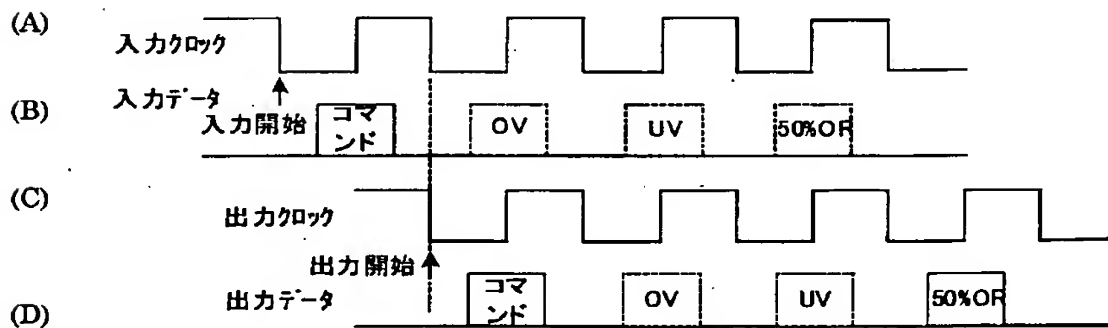 (A)
入力クロック
入力データ
(B)
入力開始
コマンド
OV
UV
50%OR
(C)
出力クロック
出力開始
出力データ
コマンド
OV
UV
50%OR
(D)